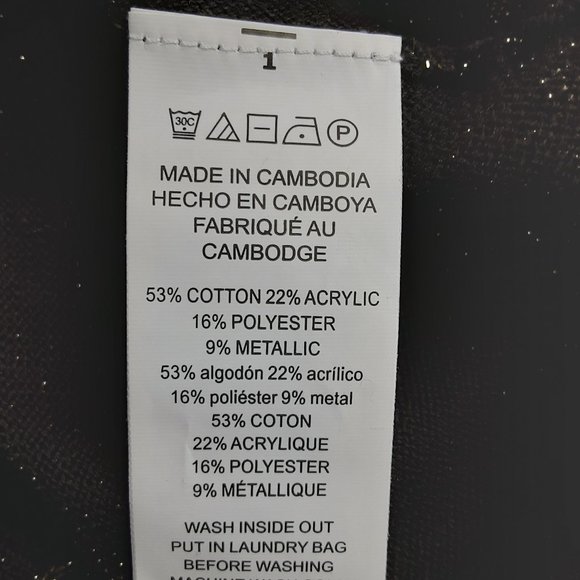 1
30C
P
MADE IN CAMBODIA
HECHO EN CAMBOYA
FABRIQUÉ AU
CAMBODGE
53% COTTON 22% ACRYLIC
16% POLYESTER
9% METALLIC
53% algodón 22% acrílico
16% poliéster 9% metal
53% COTON
22% ACRYLIQUE
16% POLYESTER
9% MÉTALLIQUE
WASH INSIDE OUT
PUT IN LAUNDRY BAG
BEFORE WASHING